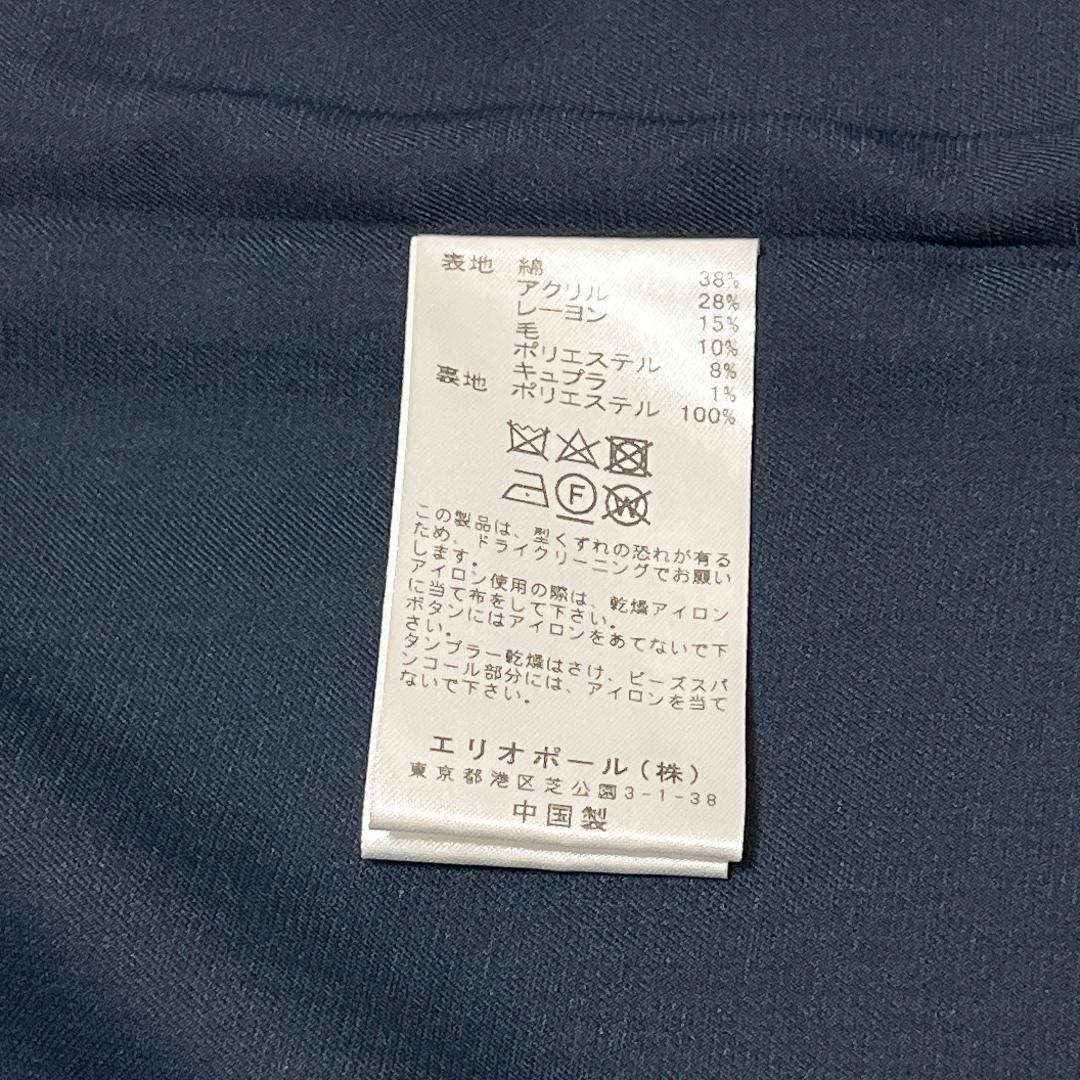 表地 綿 38%
アクリル 28%
レーヨン 15%
毛 10%
ポリエステル 8%
キュプラ 1%
裏地 ポリエステル 100%
F W
この製品は、型くずれの恐れが有る
ため、ドライクリーニングでお願い
します。
アイロン使用の際は、乾燥アイロン
に当て布をして下さい。
ボタンにはアイロンをあてないで下
さい。
タンブラー乾燥はさけ、ビーズスパ
ンコール部分には、アイロンを当て
ないで下さい。
エリオポール(株)
東京都港区芝公園3-1-38
中国製